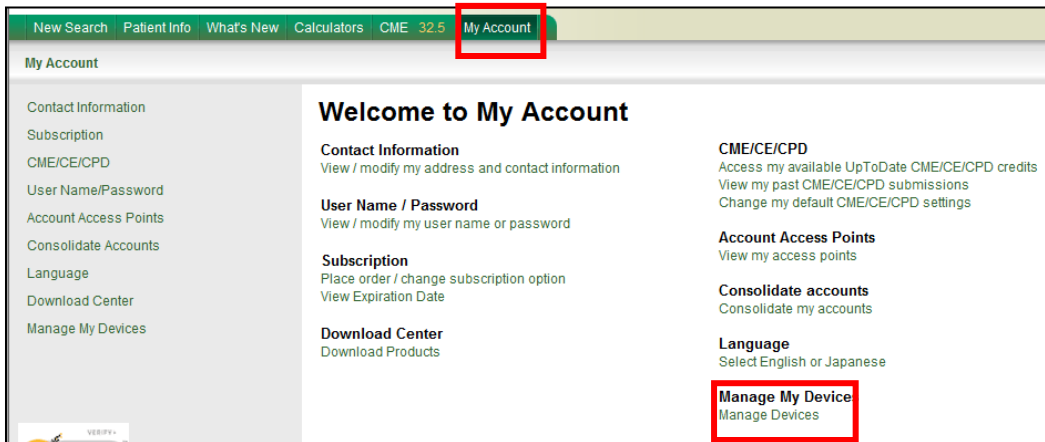 New Search Patient Info What's New Calculators CME 32.5 My Account
My Account
Contact Information
Subscription
CME/CE/CPD
User Name/Password
Account Access Points
Consolidate Accounts
Language
Download Center
Manage My Devices
VERIFY▸
Welcome to My Account
Contact Information
View / modify my address and contact information
User Name / Password
View / modify my user name or password
Subscription
Place order / change subscription option
View Expiration Date
Download Center
Download Products
CME/CE/CPD
Access my available UpToDate CME/CE/CPD credits
View my past CME/CE/CPD submissions
Change my default CME/CE/CPD settings
Account Access Points
View my access points
Consolidate accounts
Consolidate my accounts
Language
Select English or Japanese
Manage My Devices
Manage Devices